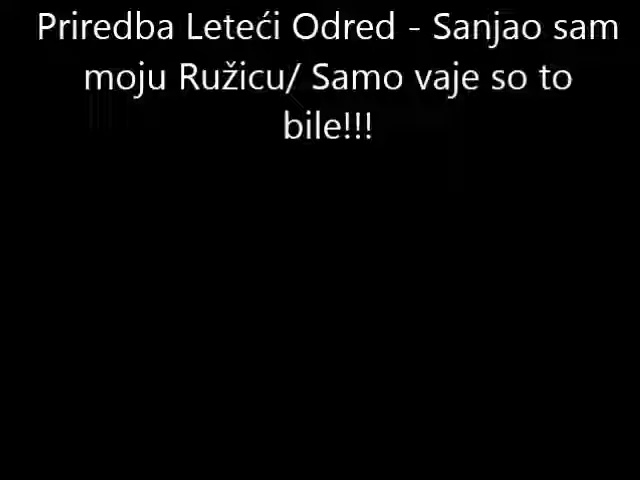 Priredba Leteći Odred - Sanjao sam
moju Ružicu/ Samo vaje so to
bile!!!